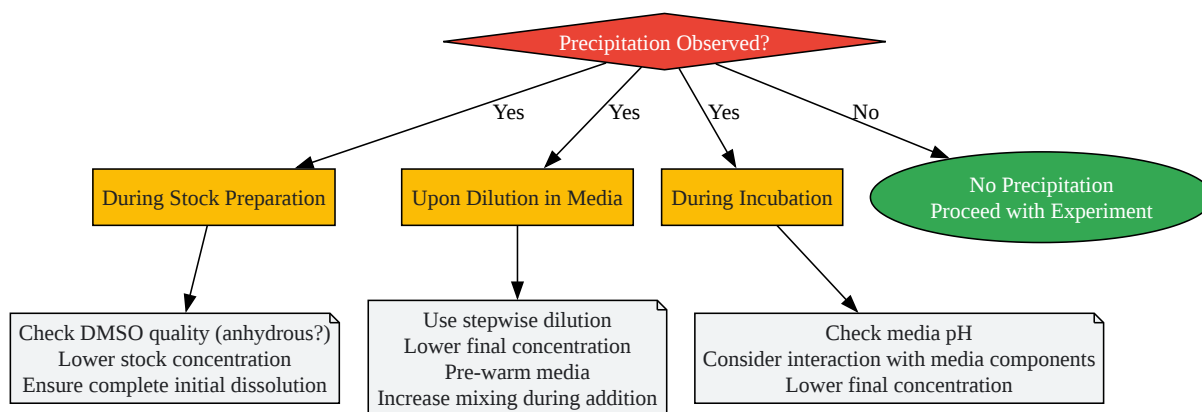 Precipitation Observed?
Yes
Yes
Yes
No
During Stock Preparation
Upon Dilution in Media
During Incubation
No Precipitation
Proceed with Experiment
Check DMSO quality (anhydrous?)
Lower stock concentration
Ensure complete initial dissolution
Use stepwise dilution
Lower final concentration
Pre-warm media
Increase mixing during addition
Check media pH
Consider interaction with media components
Lower final concentration